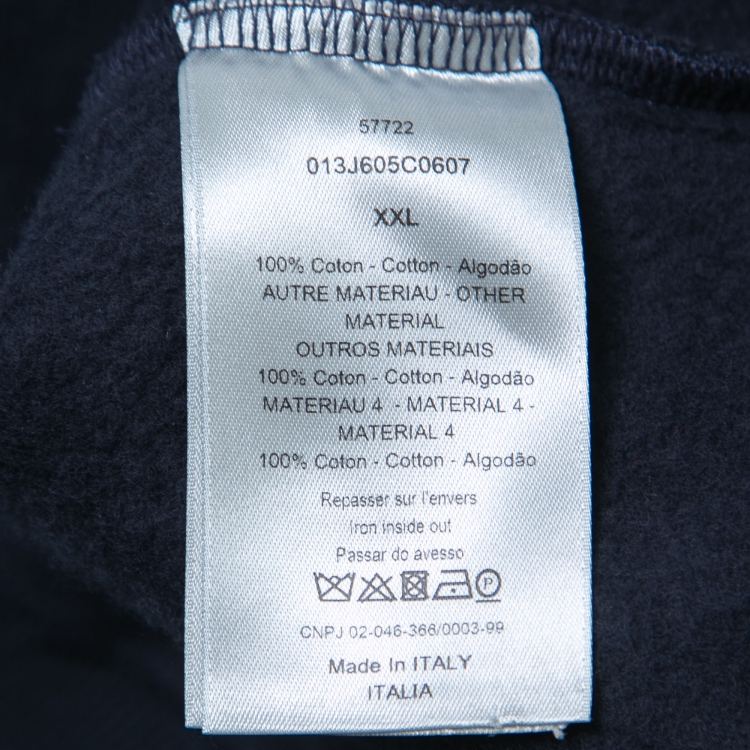 57722
013J605C0607
XXL
100% Coton - Cotton - Algodão
AUTRE MATERIAU - OTHER
MATERIAL
OUTROS MATERIAIS
100% Coton - Cotton - Algodão
MATERIAU 4 - MATERIAL 4 -
MATERIAL 4
100% Coton - Cotton - Algodão
Repasser sur l'envers
Iron inside out
Passar do avesso
P
CNPJ 02-046-366/0003-99
Made In ITALY
ITALIA